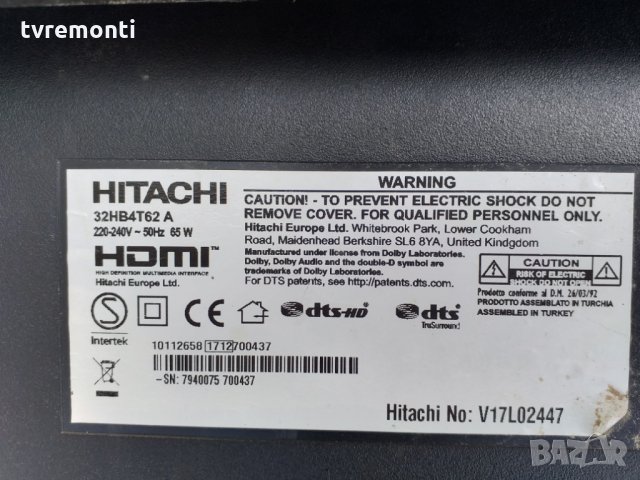 tvremonti
HITACHI
32HB4T62 A
220-240V ~ 50Hz 65 W
HDMI™
HIGH DEFINITION MULTIMEDIA INTERFACE
Hitachi Europe Ltd.
WARNING
CAUTION! - TO PREVENT ELECTRIC SHOCK DO NOT
REMOVE COVER. FOR QUALIFIED PERSONNEL ONLY.
Hitachi Europe Ltd. Whitebrook Park, Lower Cookham
Road, Maidenhead Berkshire SL6 8YA, United Kindgdom
Manufactured under license from Dolby Laboratories.
Dolby, Dolby Audio and the double-D symbol are
trademarks of Dolby Laboratories.
For DTS patents, see http://patents.dts.com.
CAUTION
RISK OF ELECTRIC
SHOCK DO NOT OPEN
Prodotto conforme al D.M. 26/03/92
PRODOTTO ASSEMBLATO IN TURCHIA
ASSEMBLED IN TURKEY
S
Intertek
CE
dts-HD
dts
TruSurround
10112658 1712700437
-SN: 7940075 700437
Hitachi No: V17L02447
BAZAR